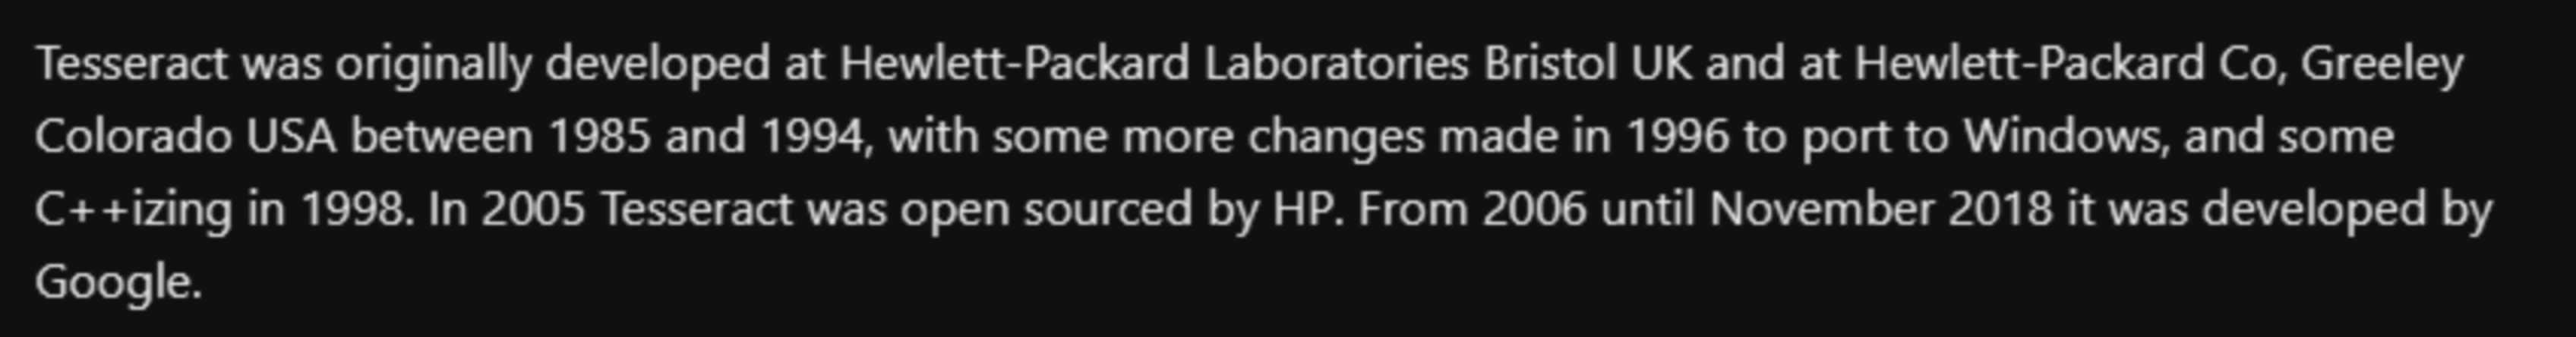 Tesseract was originally developed at Hewlett-Packard Laboratories Bristol UK and at Hewlett-Packard Co, Greeley
Colorado USA between 1985 and 1994, with some more changes made in 1996 to port to Windows, and some
C++izing in 1998. In 2005 Tesseract was open sourced by HP. From 2006 until November 2018 it was developed by
Google.